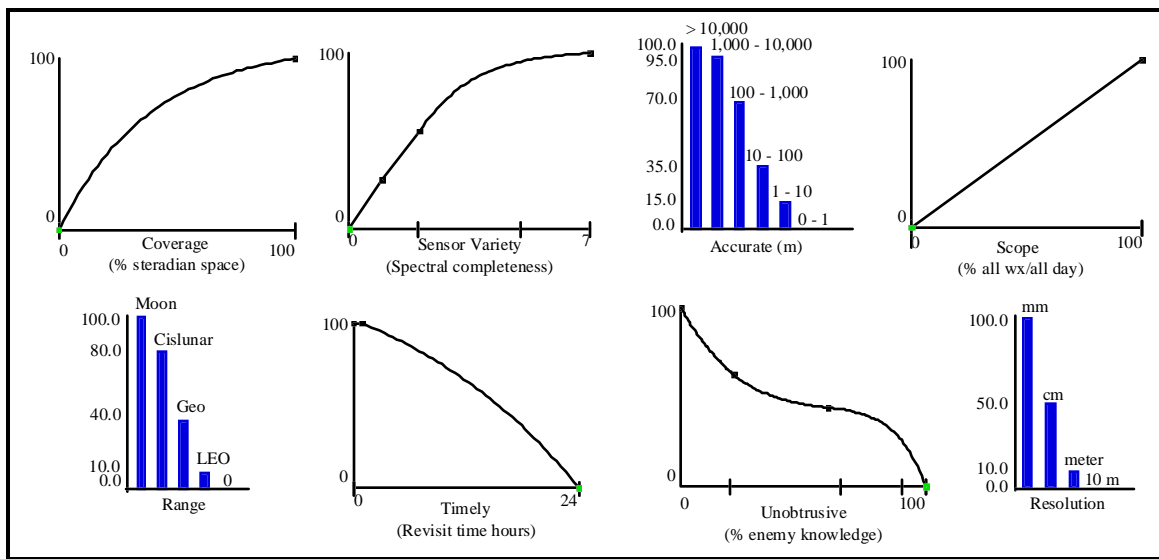 100
0
0
100
Coverage
(% steradian space)
100
0
0
7
Sensor Variety
(Spectral completeness)
> 10,000
100.0
1,000 - 10,000
95.0
100 - 1,000
70.0
10 - 100
35.0
1 - 10
15.0
0 - 1
0.0
Accurate (m)
100
0
0
100
Scope
(% all wx/all day)
Moon
100.0
Cislunar
80.0
Geo
40.0
LEO
10.0
0.0
0
Range
100
0
0
24
Timely
(Revisit time hours)
100
0
0
100
Unobtrusive
(% enemy knowledge)
mm
100.0
cm
50.0
meter
10.0
10 m
0.0
Resolution